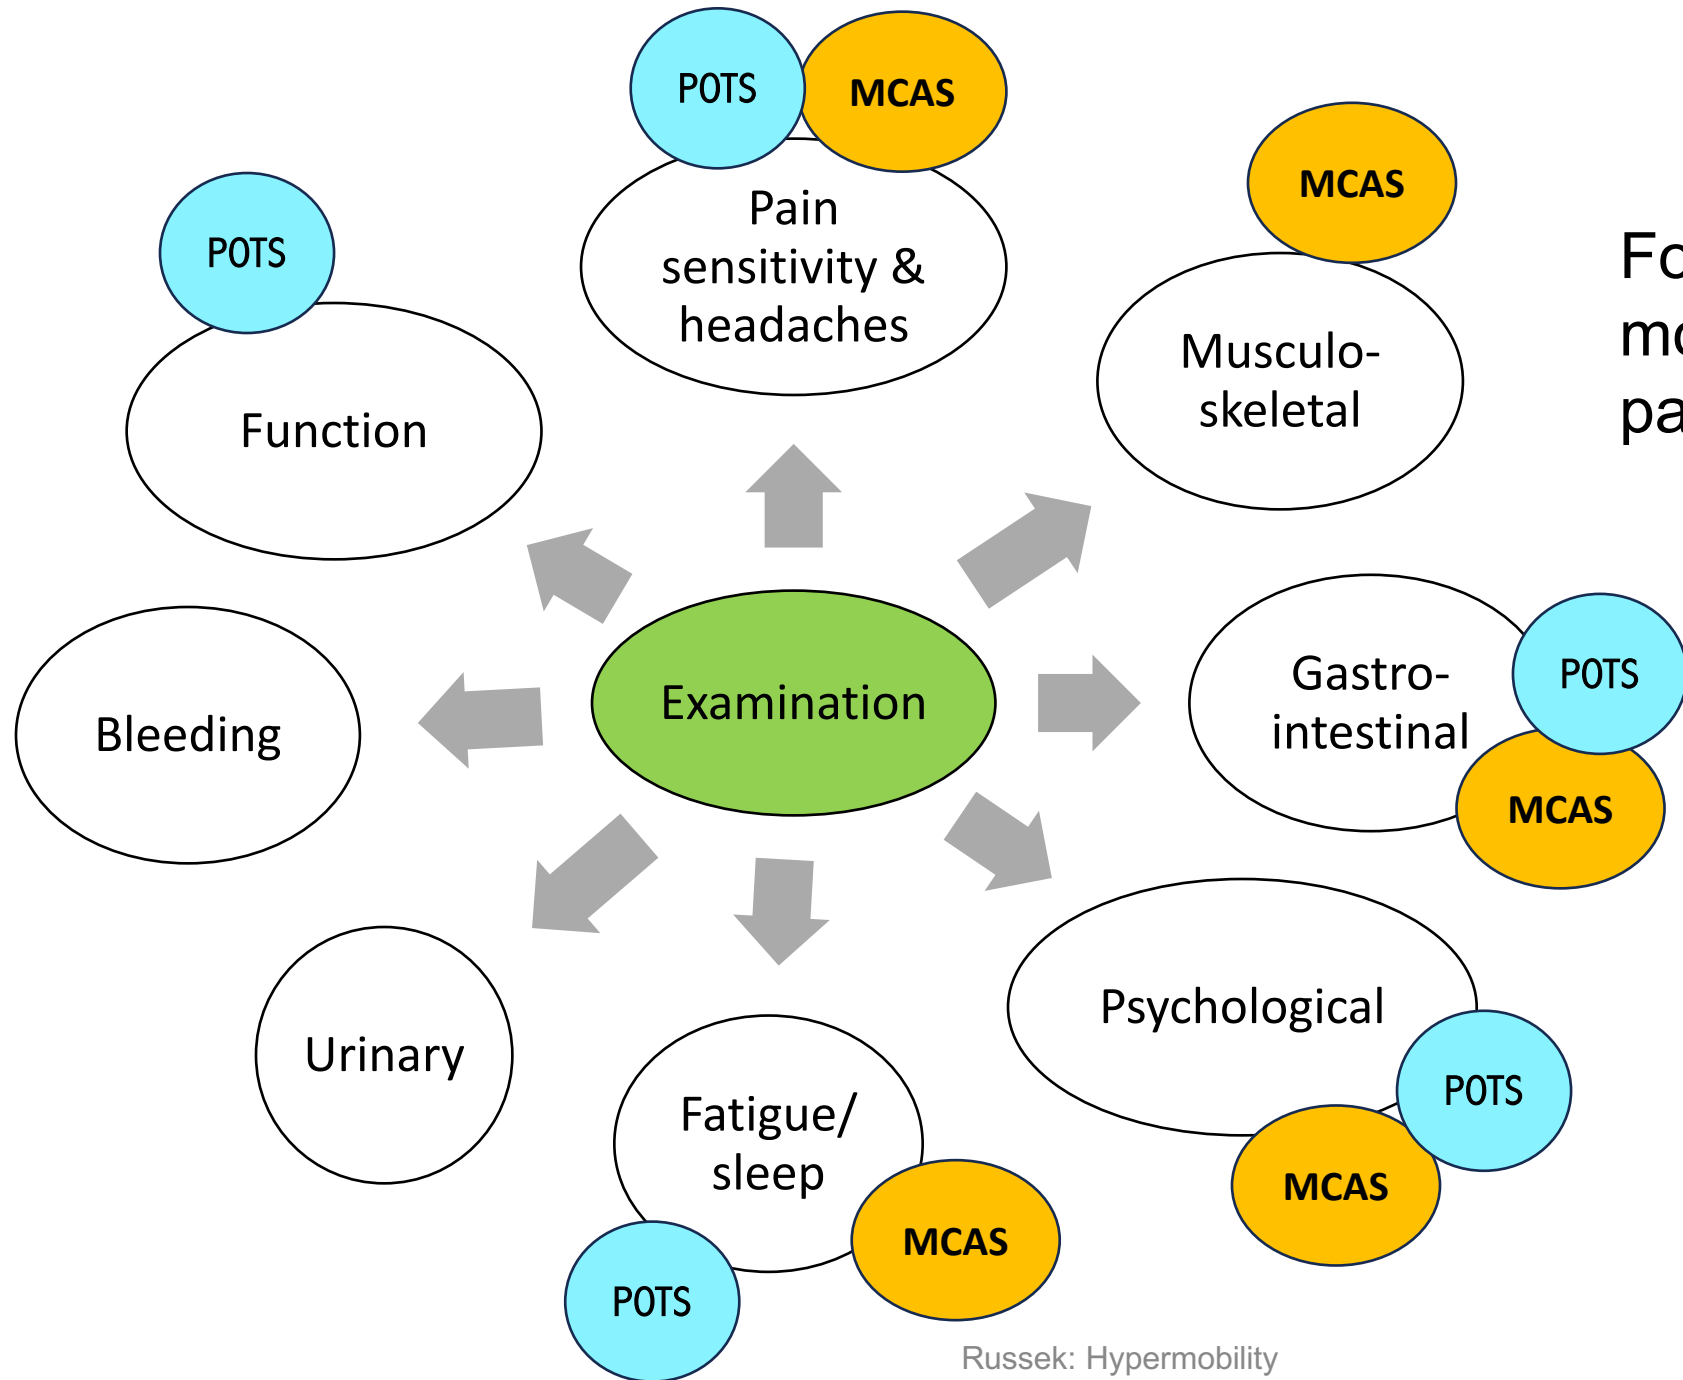 POTS
MCAS
Pain
sensitivity &
headaches
MCAS
Musculo-
skeletal
POTS
Function
Gastro-
intestinal
POTS
MCAS
Examination
Bleeding
Psychological
POTS
MCAS
Urinary
Fatigue/
sleep
MCAS
POTS
Russek: Hypermobility